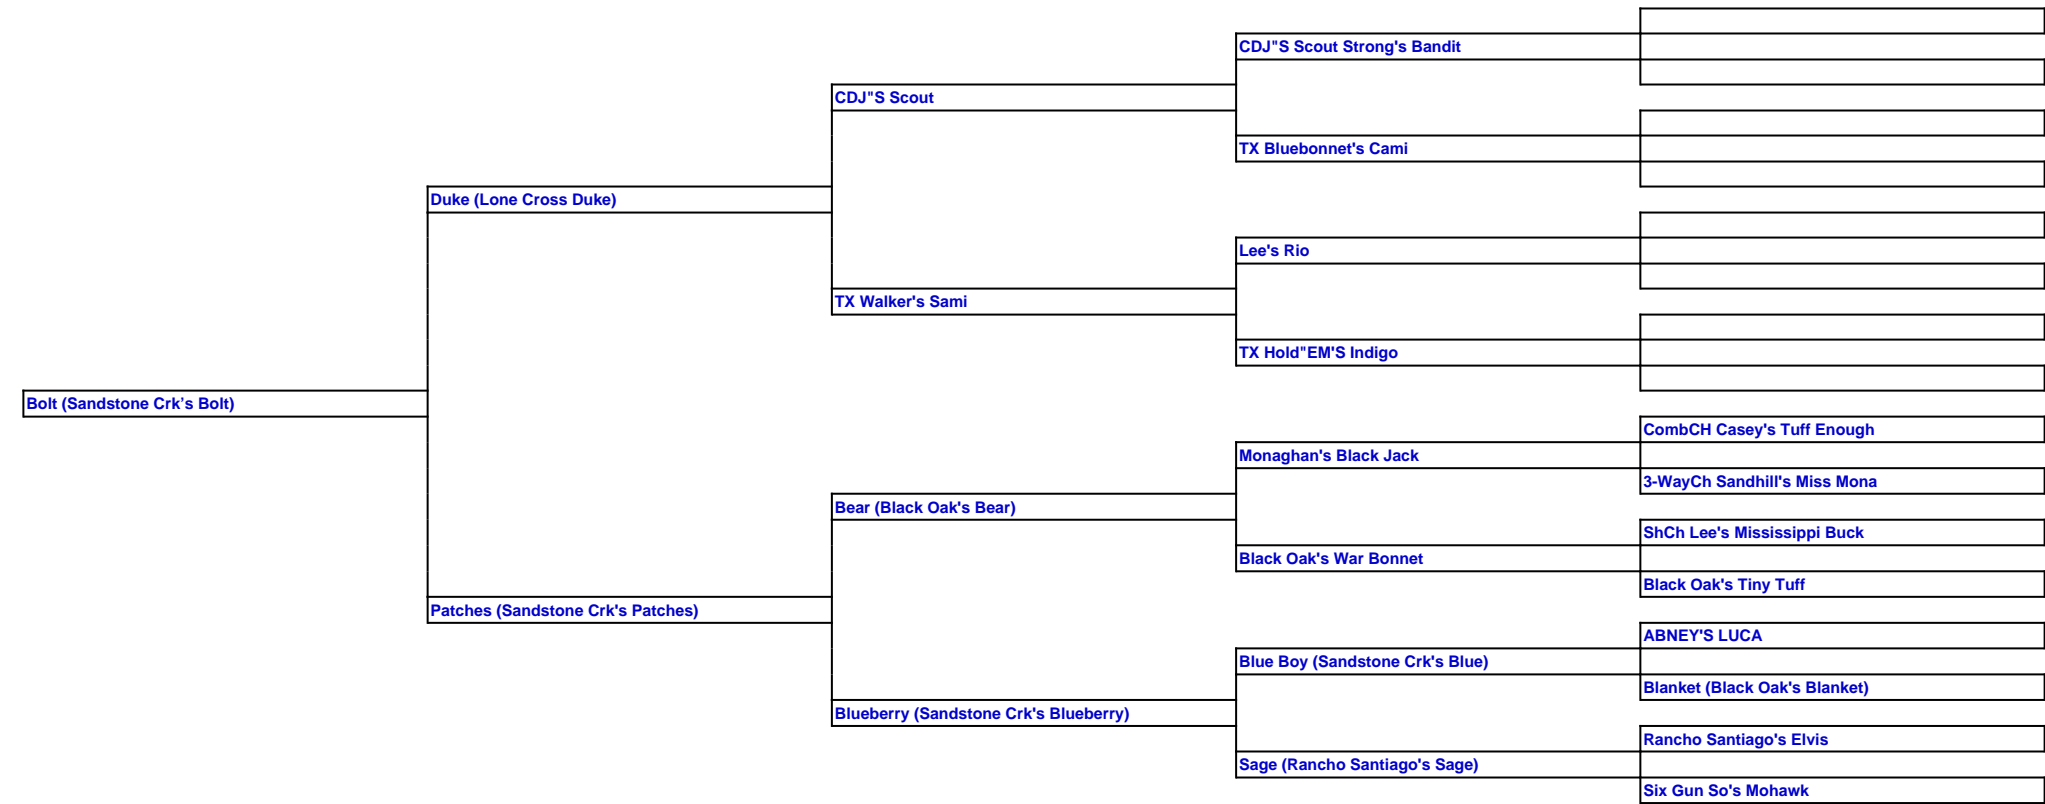 CDJ"S Scout Strong's Bandit
CDJ"S Scout
TX Bluebonnet's Cami
Duke (Lone Cross Duke)
Lee's Rio
TX Walker's Sami
TX Hold"EM'S Indigo
Bolt (Sandstone Crk's Bolt)
CombCH Casey's Tuff Enough
Monaghan's Black Jack
3-WayCh Sandhill's Miss Mona
Bear (Black Oak's Bear)
ShCh Lee's Mississippi Buck
Black Oak's War Bonnet
Black Oak's Tiny Tuff
Patches (Sandstone Crk's Patches)
ABNEY'S LUCA
Blue Boy (Sandstone Crk's Blue)
Blanket (Black Oak's Blanket)
Blueberry (Sandstone Crk's Blueberry)
Rancho Santiago's Elvis
Sage (Rancho Santiago's Sage)
Six Gun So's Mohawk